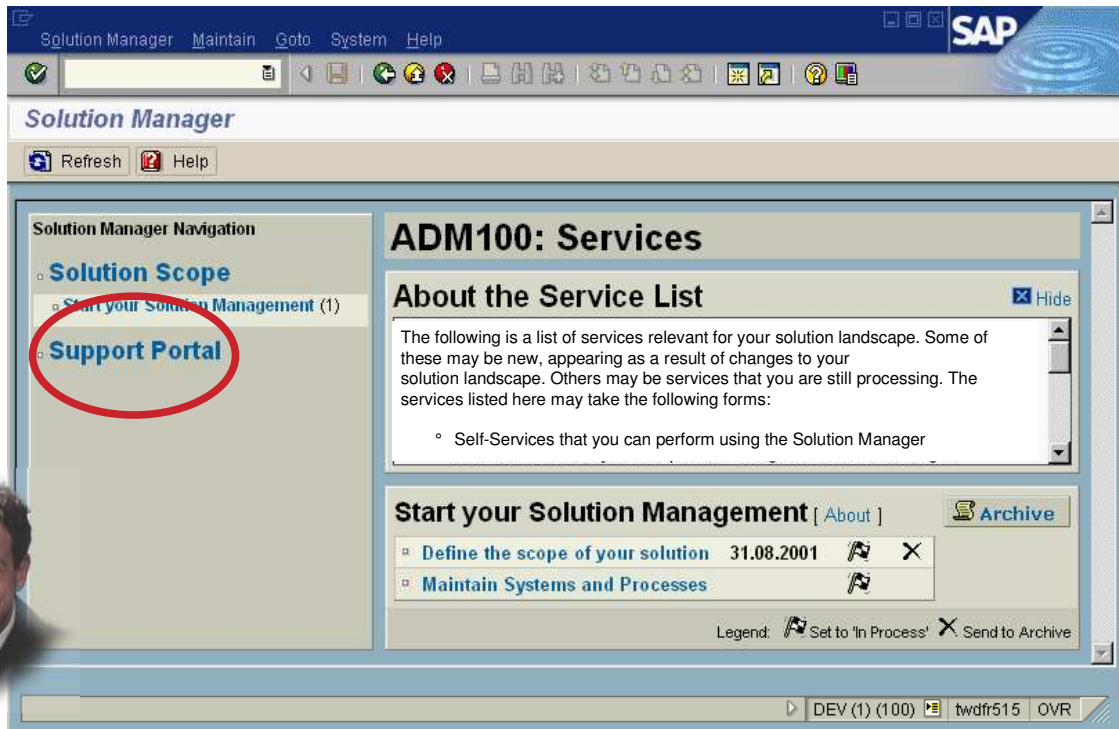 Solution Manager Maintain Goto System Help
SAP
Solution Manager
Refresh Help
Solution Manager Navigation
Solution Scope
Start your Solution Management (1)
Support Portal
ADM100: Services
About the Service List
Hide
The following is a list of services relevant for your solution landscape. Some of
these may be new, appearing as a result of changes to your
solution landscape. Others may be services that you are still processing. The
services listed here may take the following forms:
° Self-Services that you can perform using the Solution Manager
Start your Solution Management [ About ]
Archive
Define the scope of your solution 31.08.2001
Maintain Systems and Processes
Legend: Set to 'In Process' Send to Archive
DEV (1) (100) twdfr515 OVR